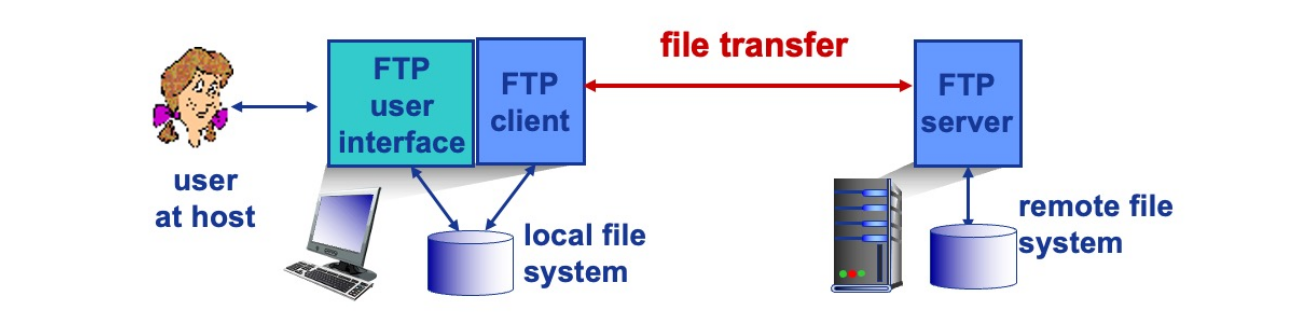 file transfer
FTP
user
interface
FTP
client
FTP
server
user
at host
local file
system
remote file
system